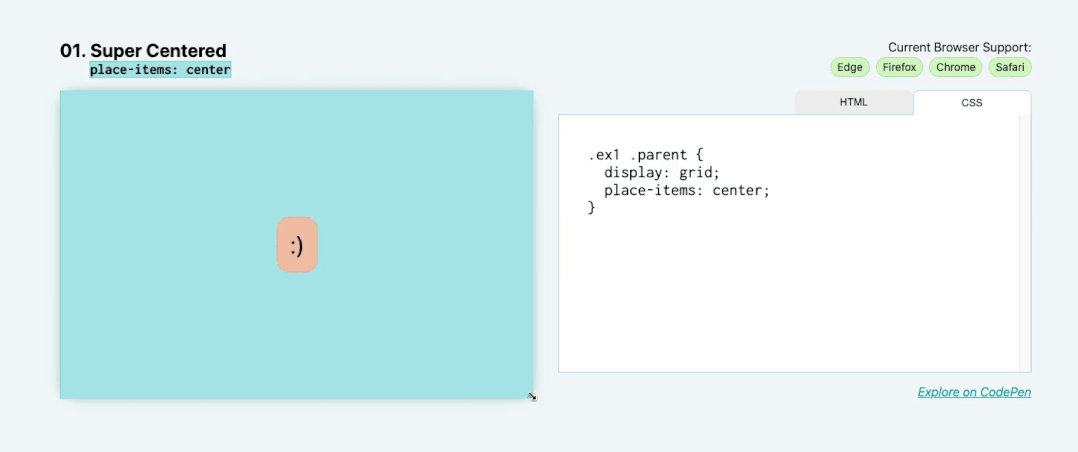 01. Super Centered
place-items: center
Current Browser Support:
Edge Firefox Chrome Safari
:)
HTML CSS
.ex1 .parent {
  display: grid;
  place-items: center;
}
Explore on CodePen